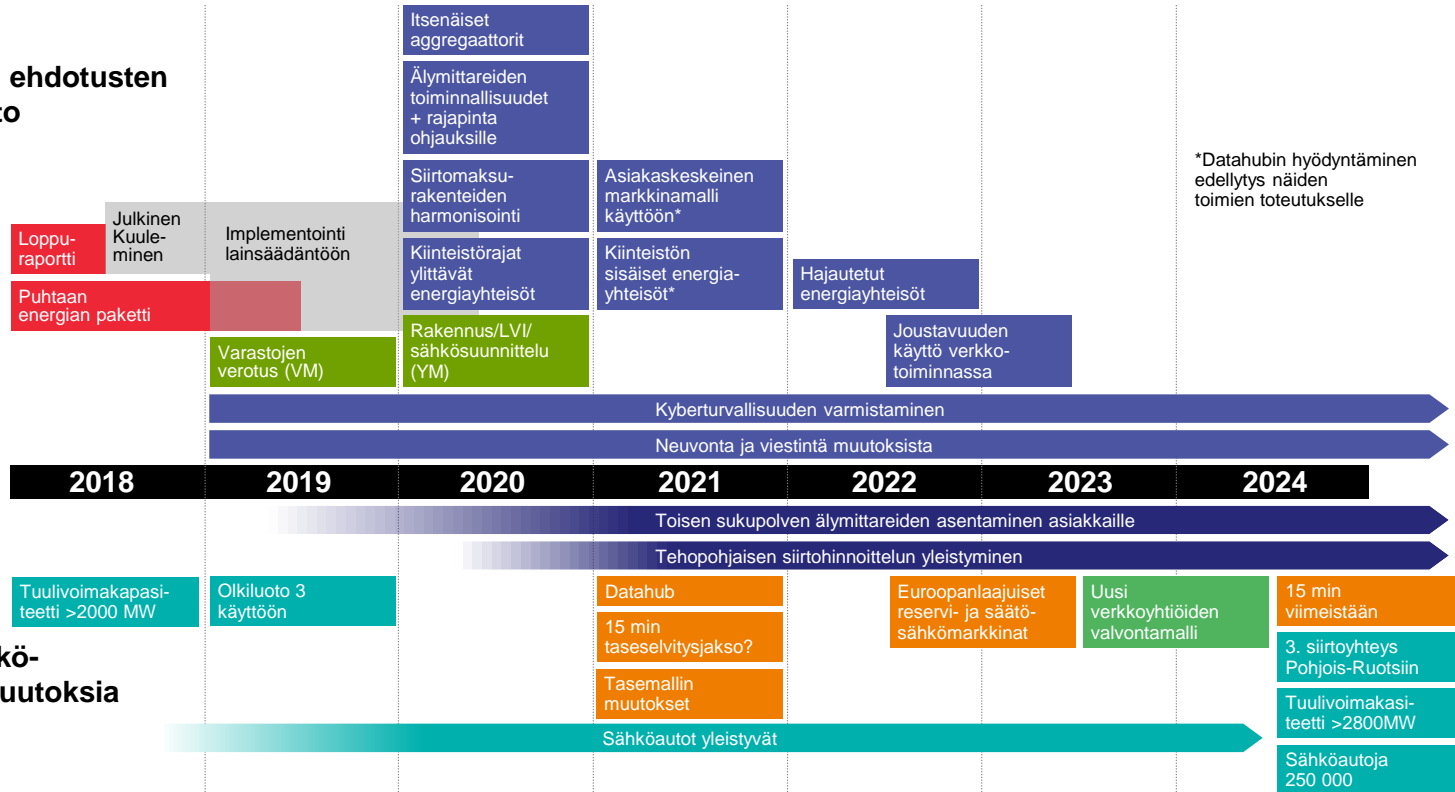 ehdotusten
Itsenäiset
aggregaattorit
Älymittareiden
toiminnallisuudet
+ rajapinta
ohjauksille
*Datahubin hyödyntäminen
edellytys näiden
toimien toteutukselle
Siirtomaksu-
rakenteiden
harmonisointi
Asiakaskeskeinen
markkinamalli
käyttöön*
Loppu-
raportti
Julkinen
Kuule-
minen
Implementointi
lainsäädäntöön
Kiinteistörajat
ylittävät
energiayhteisöt
Kiinteistön
sisäiset energia-
yhteisöt*
Hajautetut
energiayhteisöt
Puhtaan
energian paketti
Varastojen
verotus (VM)
Rakennus/LVI/
sähkösuunnittelu
(YM)
Joustavuuden
käyttö verkko-
toiminnassa
Kyberturvallisuuden varmistaminen
Neuvonta ja viestintä muutoksista
2018 2019 2020 2021 2022 2023 2024
Toisen sukupolven älymittareiden asentaminen asiakkaille
Tehopohjaisen siirtohinnoittelun yleistyminen
Tuulivoimakapasi-
teetti >2000 MW
Olkiluoto 3
käyttöön
Datahub
15 min
taseselvitysjakso?
Tasemallin
muutokset
Euroopanlaajuiset
reservi- ja säätö-
sähkömarkkinat
Uusi
verkkoyhtiöiden
valvontamalli
15 min
viimeistään
3. siirtoyhteys
Pohjois-Ruotsiin
Tuulivoimakasi-
teetti >2800MW
Sähköautoja
250 000
kö-
Sähköautot yleistyvät